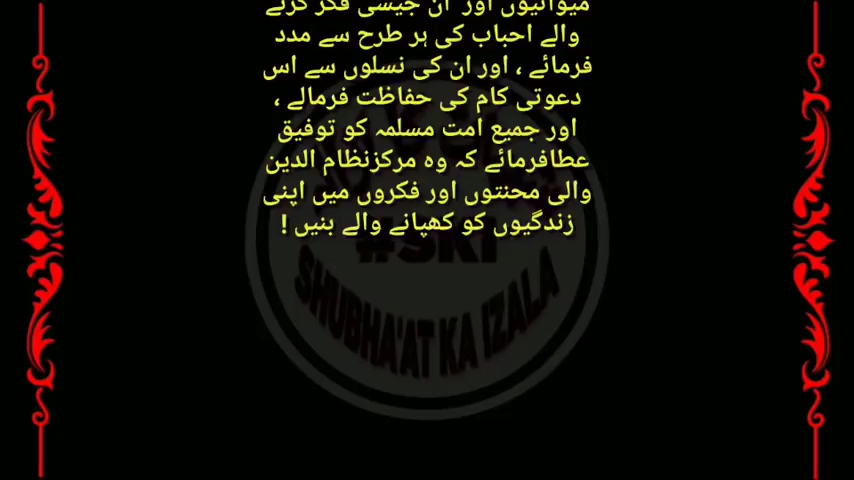 میواتیوں اور ان جیسی فکر کرنے
والے احباب کی ہر طرح سے مدد
فرمائے ، اور ان کی نسلوں سے اس
دعوتی کام کی حفاظت فرمالے ،
اور جمیع امت مسلمہ کو توفیق
عطافرمائے کہ وہ مرکزنظام الدین
والی محنتوں اور فکروں میں اپنی
زندگیوں کو کھپانے والے بنیں !
#SKI
SHUBHA'AT KA IZALA